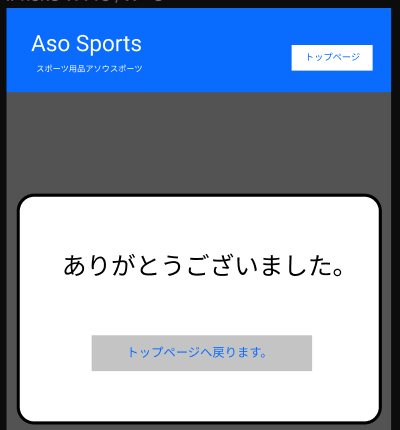 Aso Sports
スポーツ用品アソウスポーツ
トップページ
ありがとうございました。
トップページへ戻ります。